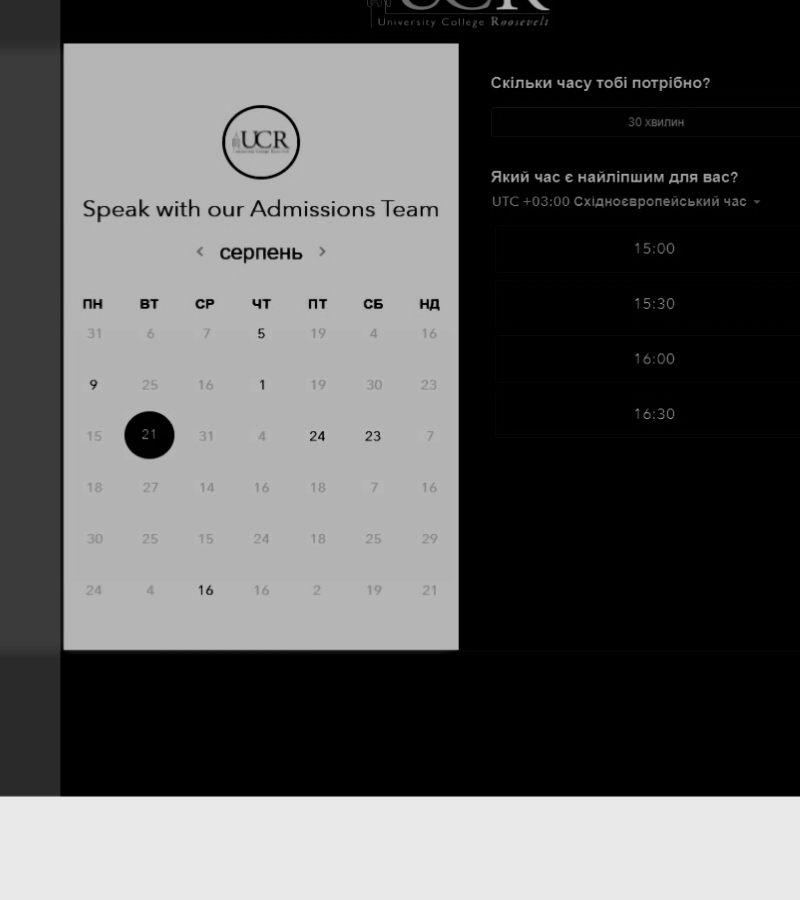 UCR
University College Roosevelt
UCR
Speak with our Admissions Team
< серпень >
ПН ВТ СР ЧТ ПТ СБ НД
31 6 7 5 19 4 16
9 25 16 1 19 30 23
15 21 31 4 24 23 7
18 27 14 16 18 7 16
30 25 15 24 18 25 29
24 4 16 16 2 19 21
Скільки часу тобі потрібно?
30 хвилин
Який час є найліпшим для вас?
UTC +03:00 Східноєвропейський час
15:00
15:30
16:00
16:30